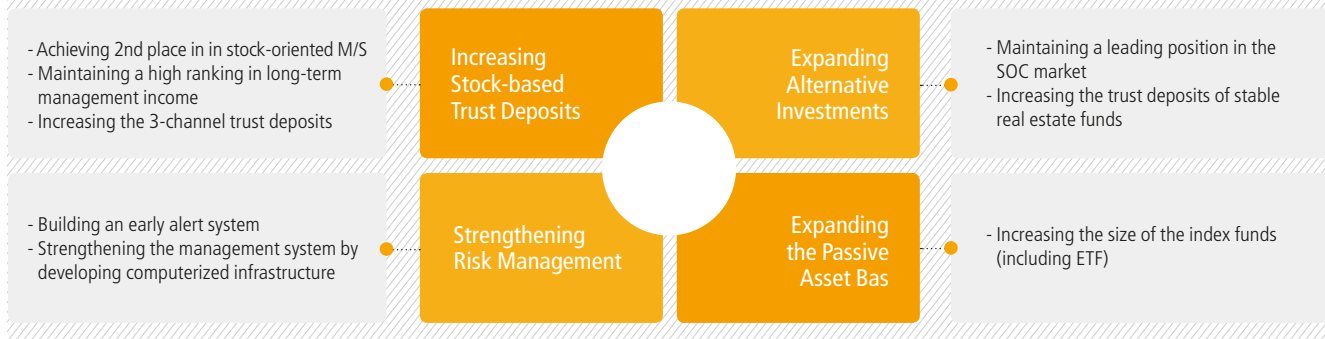 - Achieving 2nd place in in stock-oriented M/S
- Maintaining a high ranking in long-term
management income
- Increasing the 3-channel trust deposits
Increasing
Stock-based
Trust Deposits
Expanding
Alternative
Investments
- Maintaining a leading position in the
SOC market
- Increasing the trust deposits of stable
real estate funds
- Building an early alert system
- Strengthening the management system by
developing computerized infrastructure
Strengthening
Risk Management
Expanding
the Passive
Asset Bas
- Increasing the size of the index funds
(including ETF)